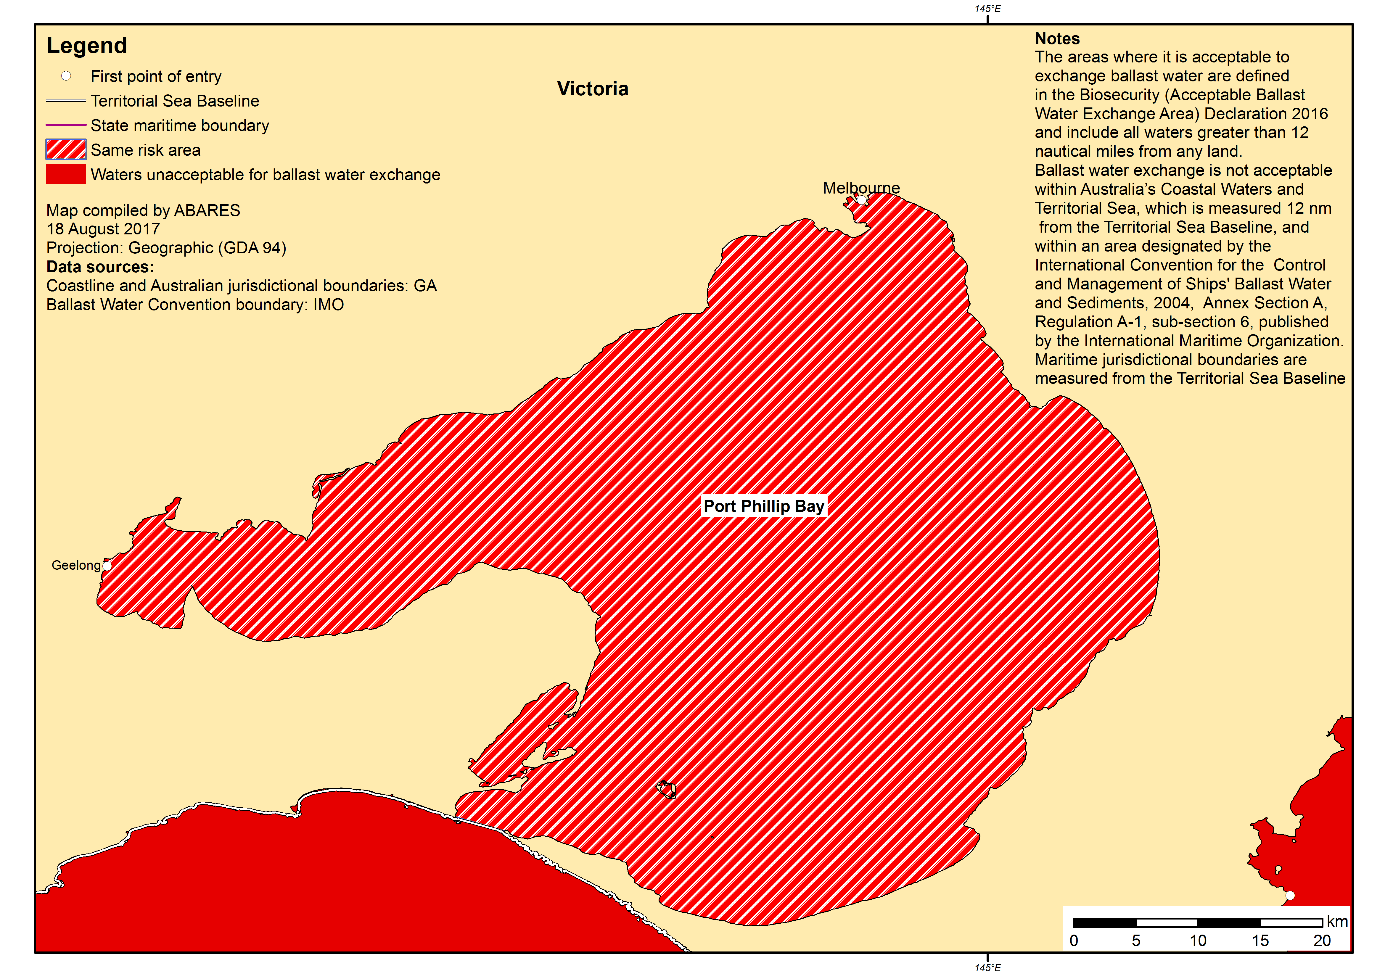 145°E
Legend
First point of entry
Territorial Sea Baseline
State maritime boundary
Same risk area
Waters unacceptable for ballast water exchange
Map compiled by ABARES
18 August 2017
Projection: Geographic (GDA 94)
Data sources:
Coastline and Australian jurisdictional boundaries: GA
Ballast Water Convention boundary: IMO
Victoria
Notes
The areas where it is acceptable to
exchange ballast water are defined
in the Biosecurity (Acceptable Ballast
Water Exchange Area) Declaration 2016
and include all waters greater than 12
nautical miles from any land.
Ballast water exchange is not acceptable
within Australia's Coastal Waters and
Territorial Sea, which is measured 12 nm
from the Territorial Sea Baseline, and
within an area designated by the
International Convention for the Control
and Management of Ships' Ballast Water
and Sediments, 2004, Annex Section A,
Regulation A-1, sub-section 6, published
by the International Maritime Organization.
Maritime jurisdictional boundaries are
measured from the Territorial Sea Baseline
Melbourne
Port Phillip Bay
Geelong
km
0 5 10 15 20
145°E